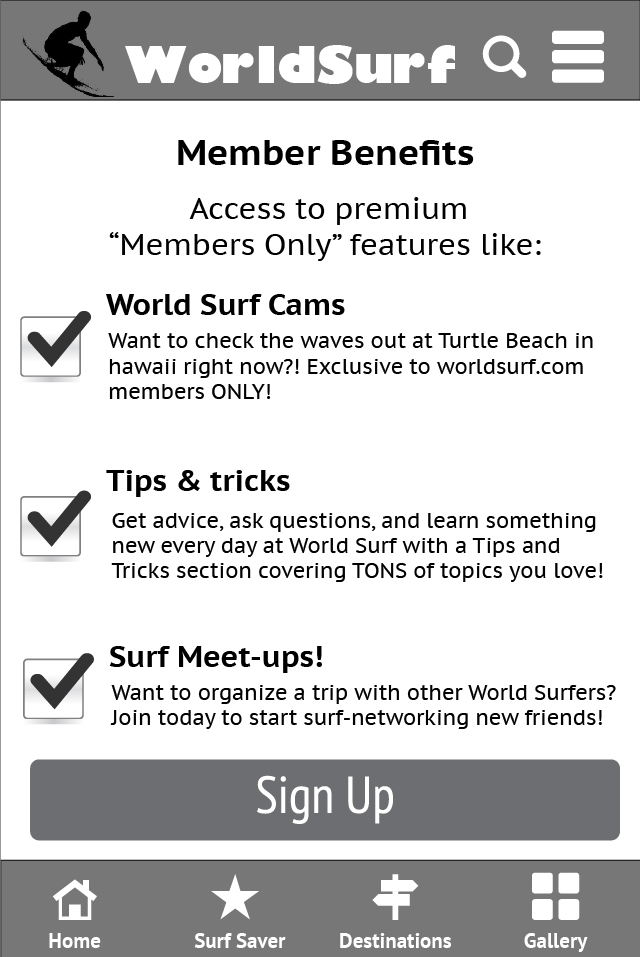 WorldSurf
Member Benefits
Access to premium
“Members Only” features like:
World Surf Cams
Want to check the waves out at Turtle Beach in
hawaii right now?! Exclusive to worldsurf.com
members ONLY!
Tips & tricks
Get advice, ask questions, and learn something
new every day at World Surf with a Tips and
Tricks section covering TONS of topics you love!
Surf Meet-ups!
Want to organize a trip with other World Surfers?
Join today to start surf-networking new friends!
Sign Up
Home Surf Saver Destinations Gallery